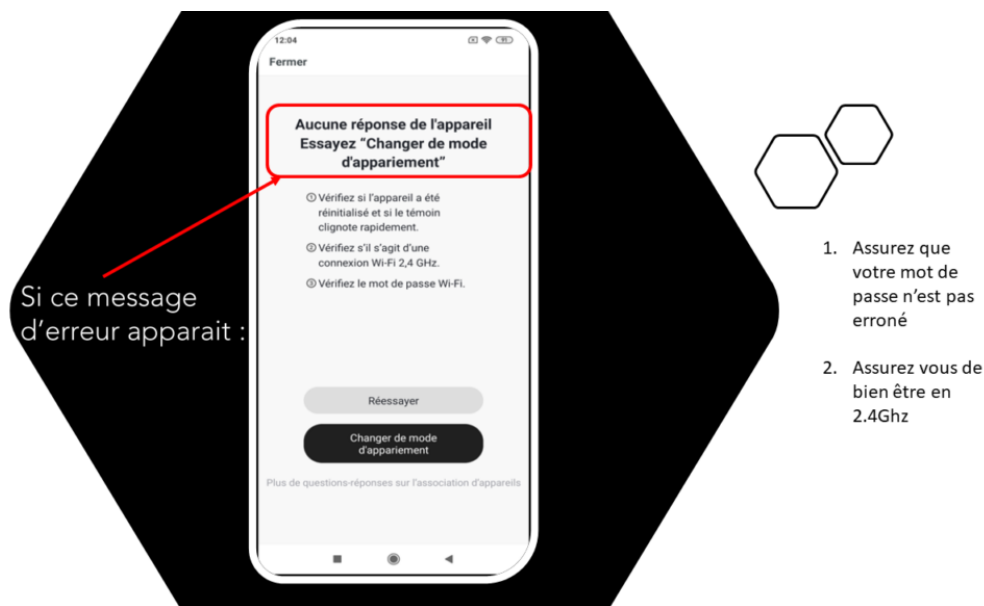 12:04
Fermer
Aucune réponse de l'appareil
Essayez "Changer de mode
d'appariement"
① Vérifiez si l'appareil a été
réinitialisé et si le témoin
clignote rapidement.
② Vérifiez s'il s'agit d'une
connexion Wi-Fi 2,4 GHz.
③ Vérifiez le mot de passe Wi-Fi.
Si ce message
d'erreur apparait :
Réessayer
Changer de mode
d'appariement
Plus de questions-réponses sur l'association d'appareils
1. Assurez que
votre mot de
passe n'est pas
erroné
2. Assurez vous de
bien être en
2.4Ghz